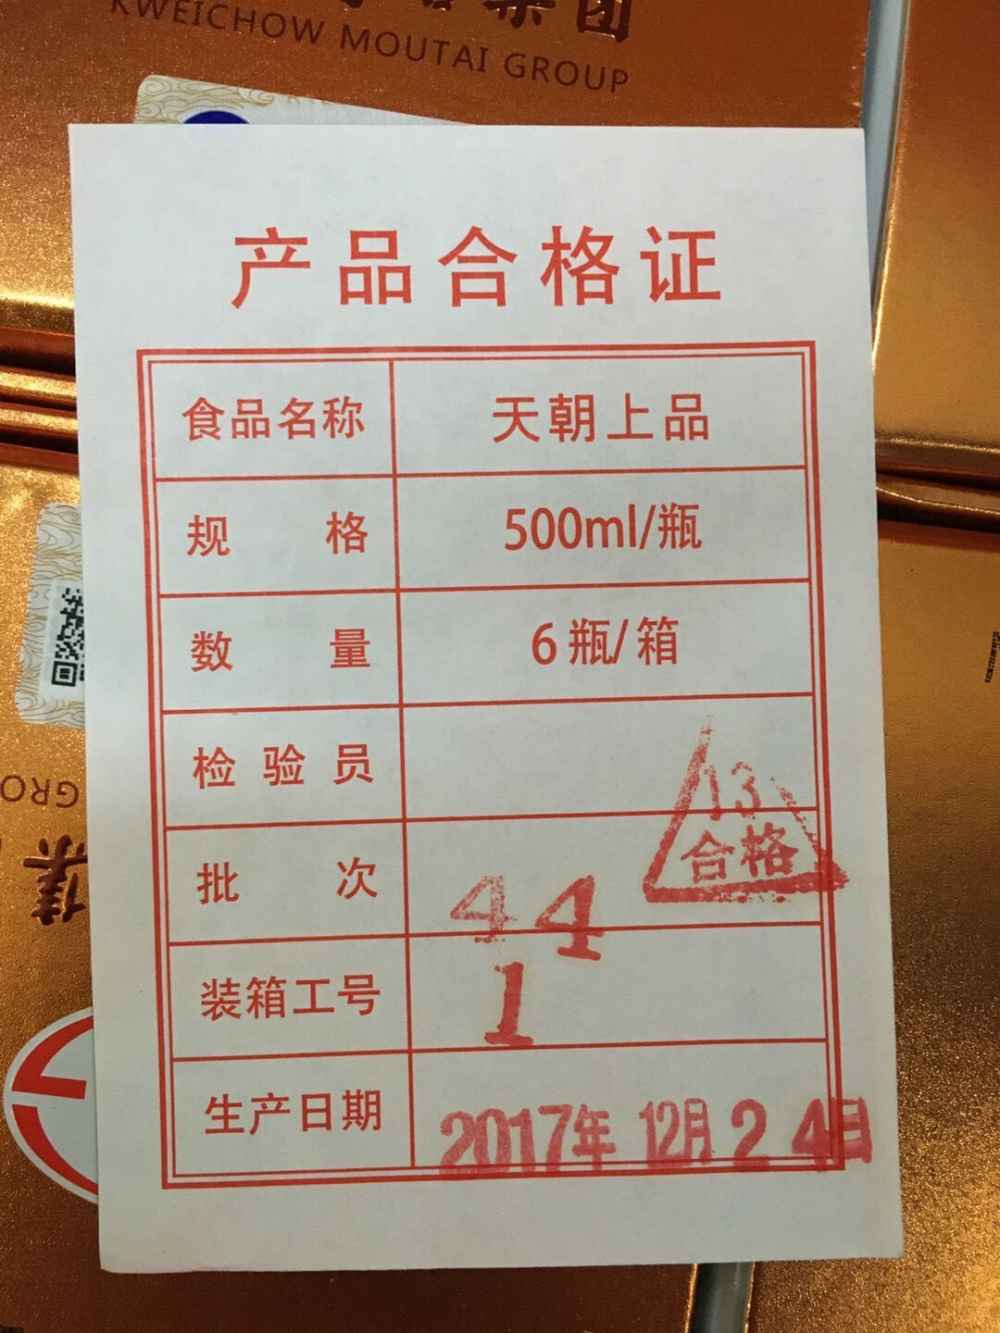 KWEICHOW MOUTAI GROUP
产品合格证
食品名称 天朝上品
规 格 500ml/瓶
数 量 6瓶/箱
检 验 员
13
合格
批 次 44
装箱工号 1
生产日期 2017年 12月 24日